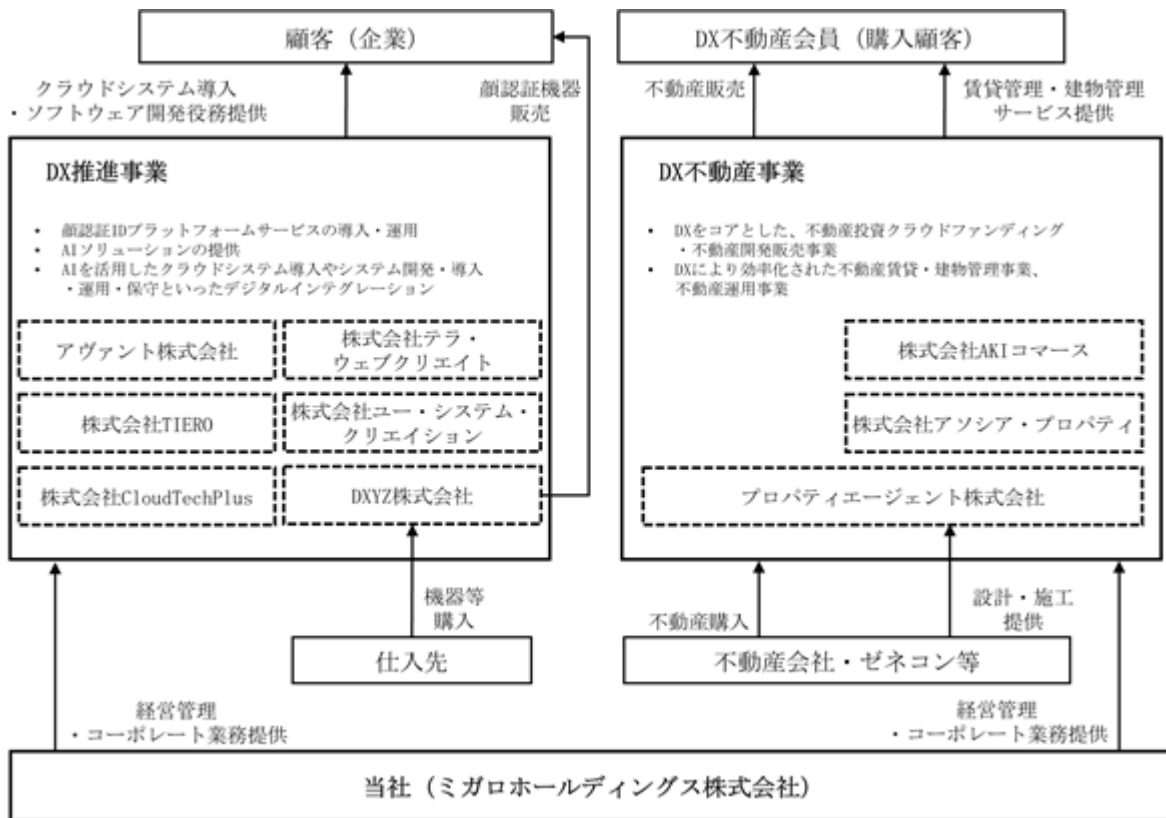 顧客（企業）
DX不動産会員（購入顧客）
クラウドシステム導入
・ソフトウェア開発役務提供
顔認証機器
販売
不動産販売
賃貸管理・建物管理
サービス提供
DX推進事業
• 顔認証IDプラットフォームサービスの導入・運用
• AIソリューションの提供
• AIを活用したクラウドシステム導入やシステム開発・導入
・運用・保守といったデジタルインテグレーション
アヴァント株式会社
株式会社テラ・
ウェブクリエイト
株式会社TIERO
株式会社ユー・システム・
クリエイション
株式会社CloudTechPlus
DXYZ株式会社
DX不動産事業
• DXをコアとした、不動産投資クラウドファンディング
・不動産開発販売事業
• DXにより効率化された不動産賃貸・建物管理事業、
不動産運用事業
株式会社AKIコマース
株式会社アソシア・プロパティ
プロパティエージェント株式会社
機器等
購入
不動産購入
設計・施工
提供
仕入先
不動産会社・ゼネコン等
経営管理
・コーポレート業務提供
経営管理
・コーポレート業務提供
当社（ミガロホールディングス株式会社）